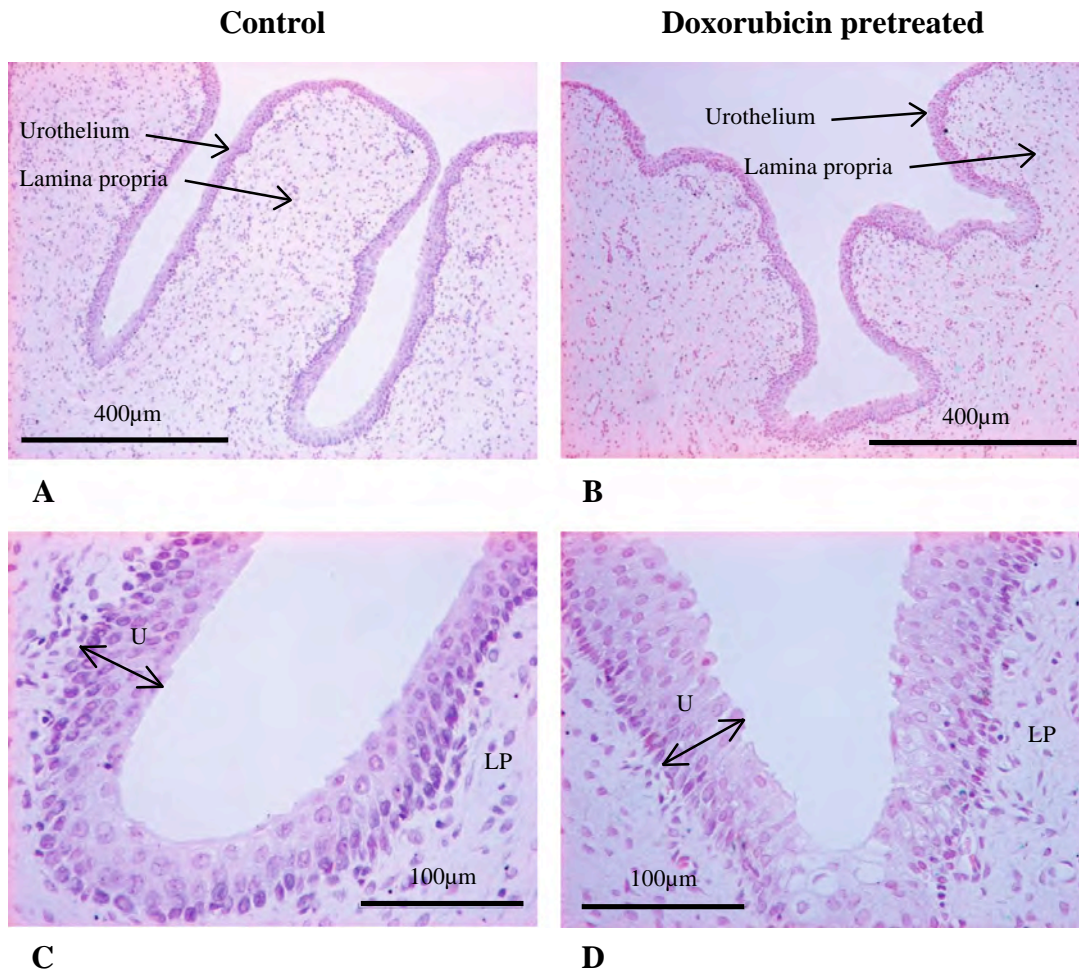 Control
Doxorubicin pretreated
Urothelium
Lamina propria
400µm
A
Urothelium
Lamina propria
400µm
B
U
LP
100µm
C
U
LP
100µm
D